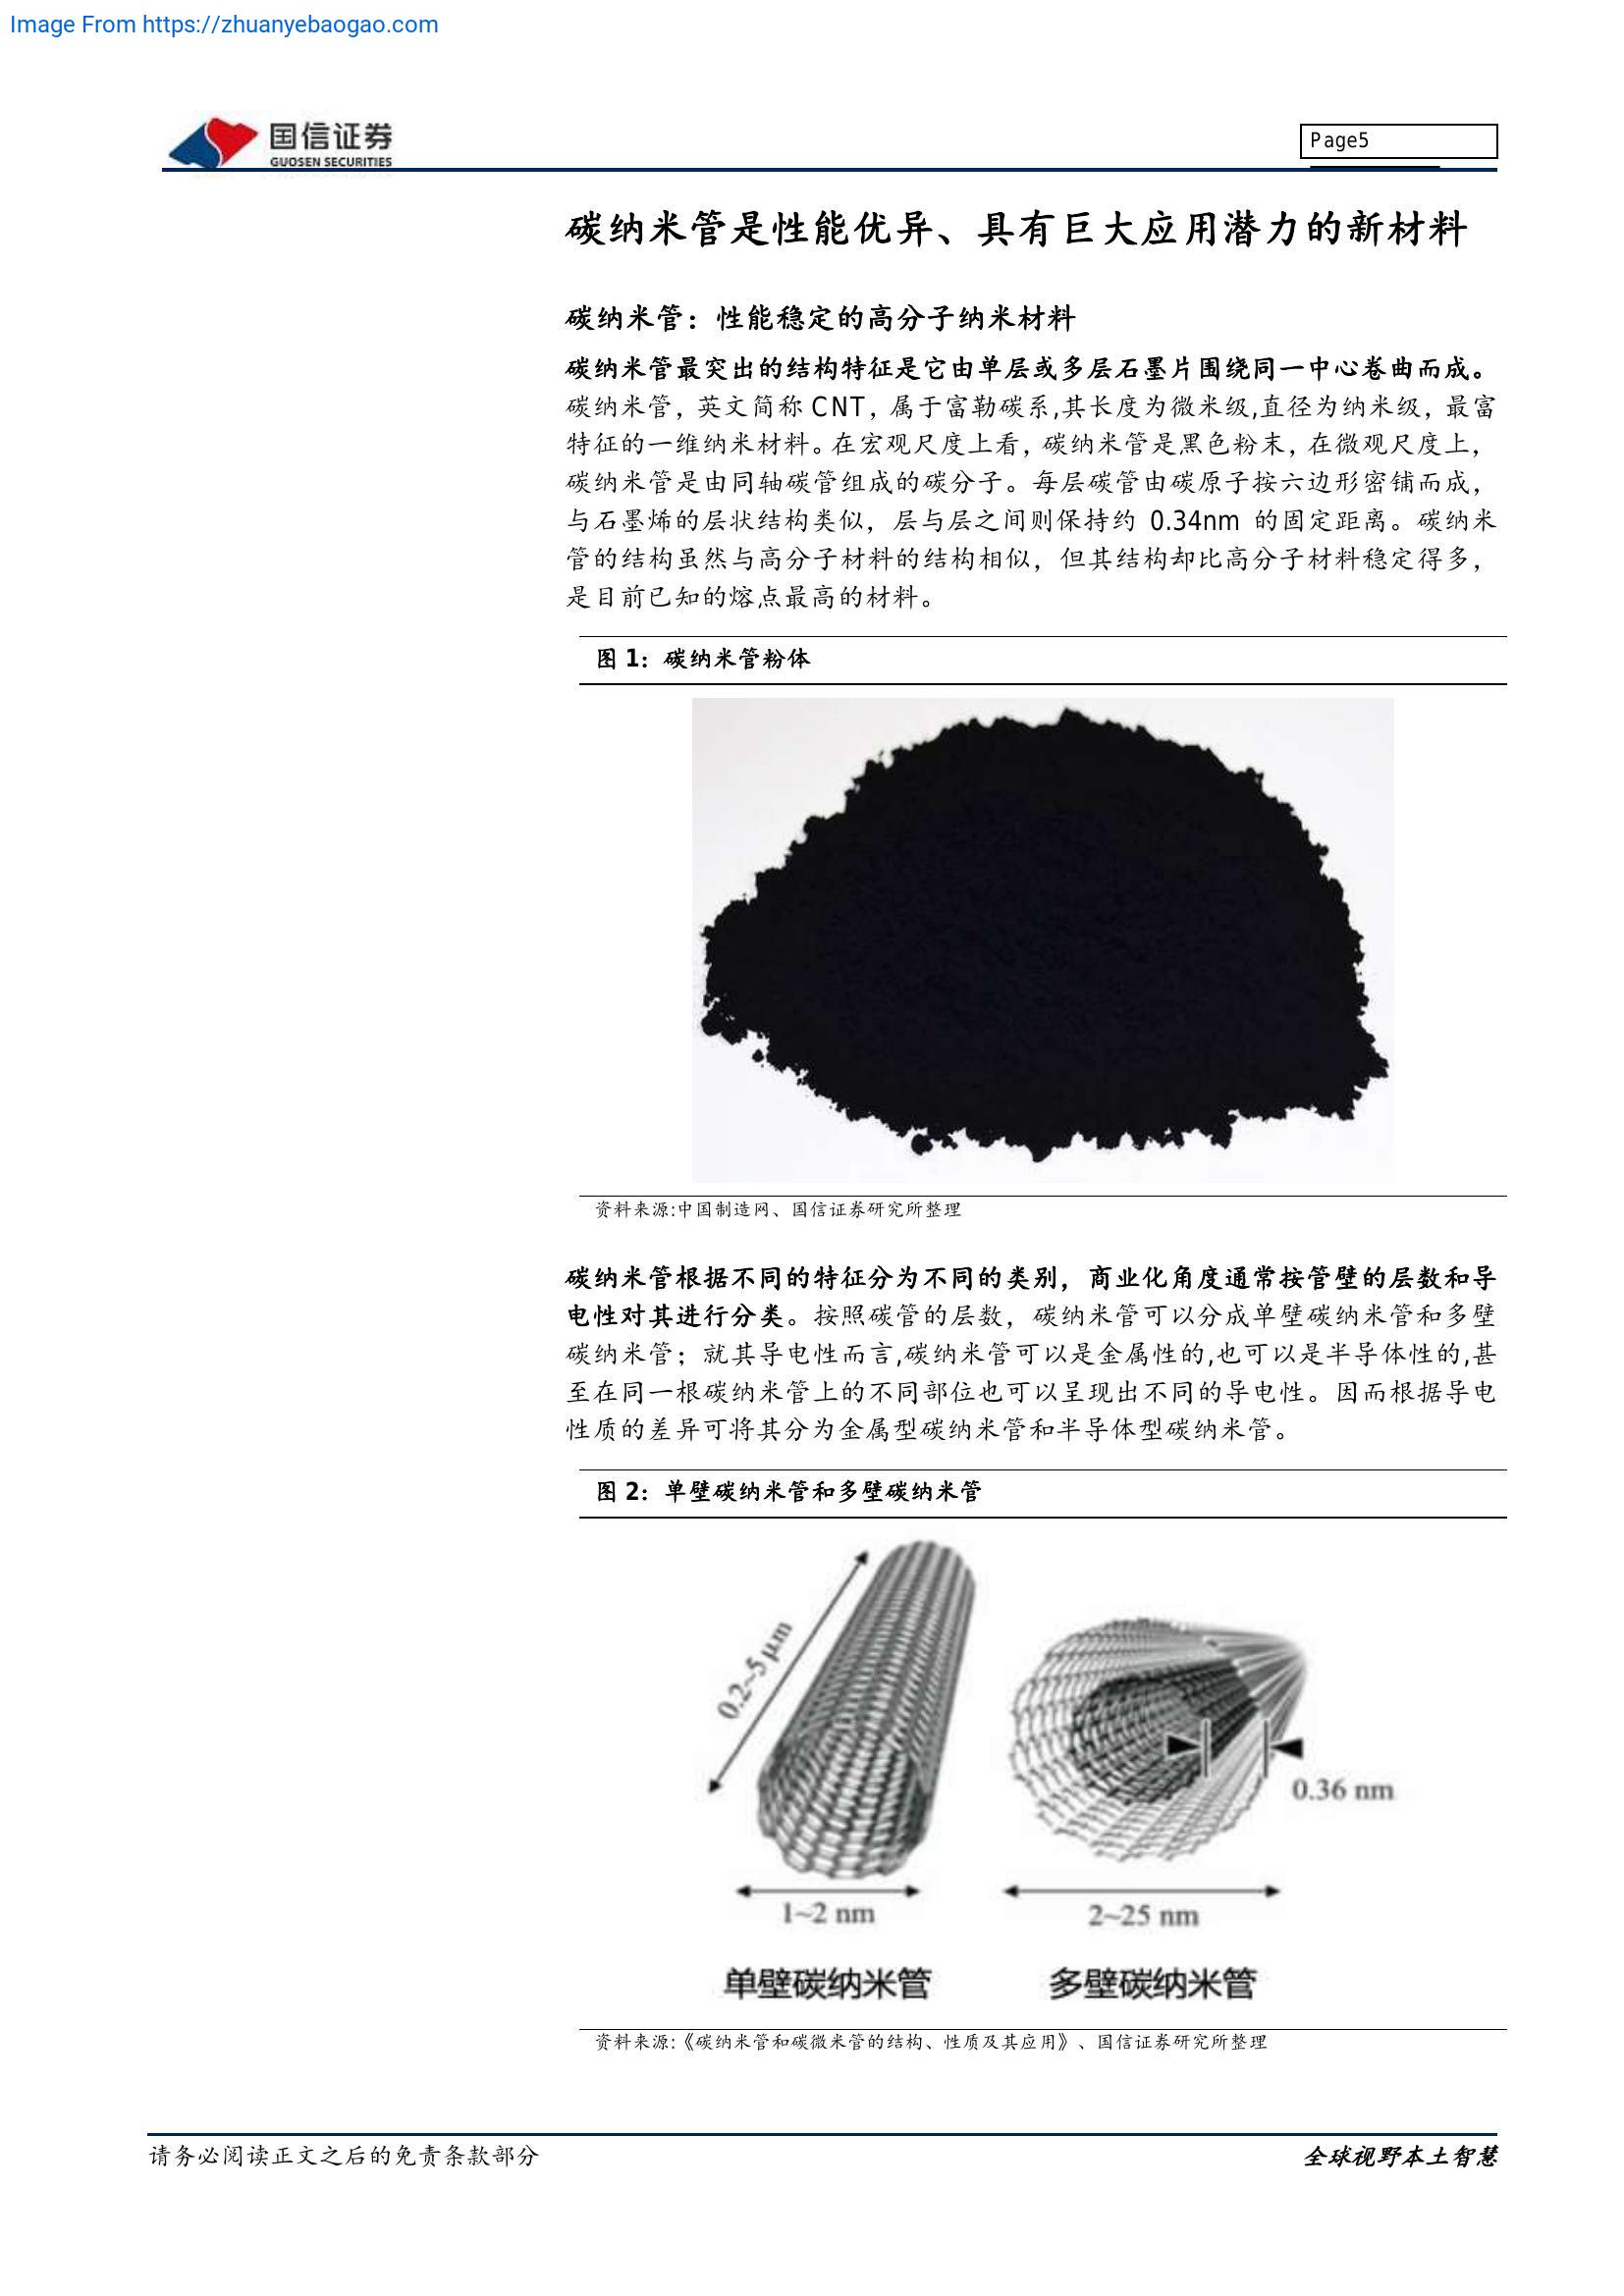 Image From https://zhuanyebaogao.com
国信证券
GUOSEN SECURITIES
Page5
碳纳米管是性能优异、具有巨大应用潜力的新材料
碳纳米管：性能稳定的高分子纳米材料
碳纳米管最突出的结构特征是它由单层或多层石墨片围绕同一中心卷曲而成。
碳纳米管，英文简称 CNT，属于富勒碳系,其长度为微米级,直径为纳米级，最富
特征的一维纳米材料。在宏观尺度上看，碳纳米管是黑色粉末，在微观尺度上，
碳纳米管是由同轴碳管组成的碳分子。每层碳管由碳原子按六边形密铺而成，
与石墨烯的层状结构类似，层与层之间则保持约 0.34nm 的固定距离。碳纳米
管的结构虽然与高分子材料的结构相似，但其结构却比高分子材料稳定得多，
是目前已知的熔点最高的材料。
图 1：碳纳米管粉体
资料来源:中国制造网、国信证券研究所整理
碳纳米管根据不同的特征分为不同的类别，商业化角度通常按管壁的层数和导
电性对其进行分类。按照碳管的层数，碳纳米管可以分成单壁碳纳米管和多壁
碳纳米管；就其导电性而言,碳纳米管可以是金属性的,也可以是半导体性的,甚
至在同一根碳纳米管上的不同部位也可以呈现出不同的导电性。因而根据导电
性质的差异可将其分为金属型碳纳米管和半导体型碳纳米管。
图 2：单壁碳纳米管和多壁碳纳米管
0.2~5 μm
0.36 nm
1~2 nm
2~25 nm
单壁碳纳米管
多壁碳纳米管
资料来源:《碳纳米管和碳微米管的结构、性质及其应用》、国信证券研究所整理
请务必阅读正文之后的免责条款部分
全球视野本土智慧